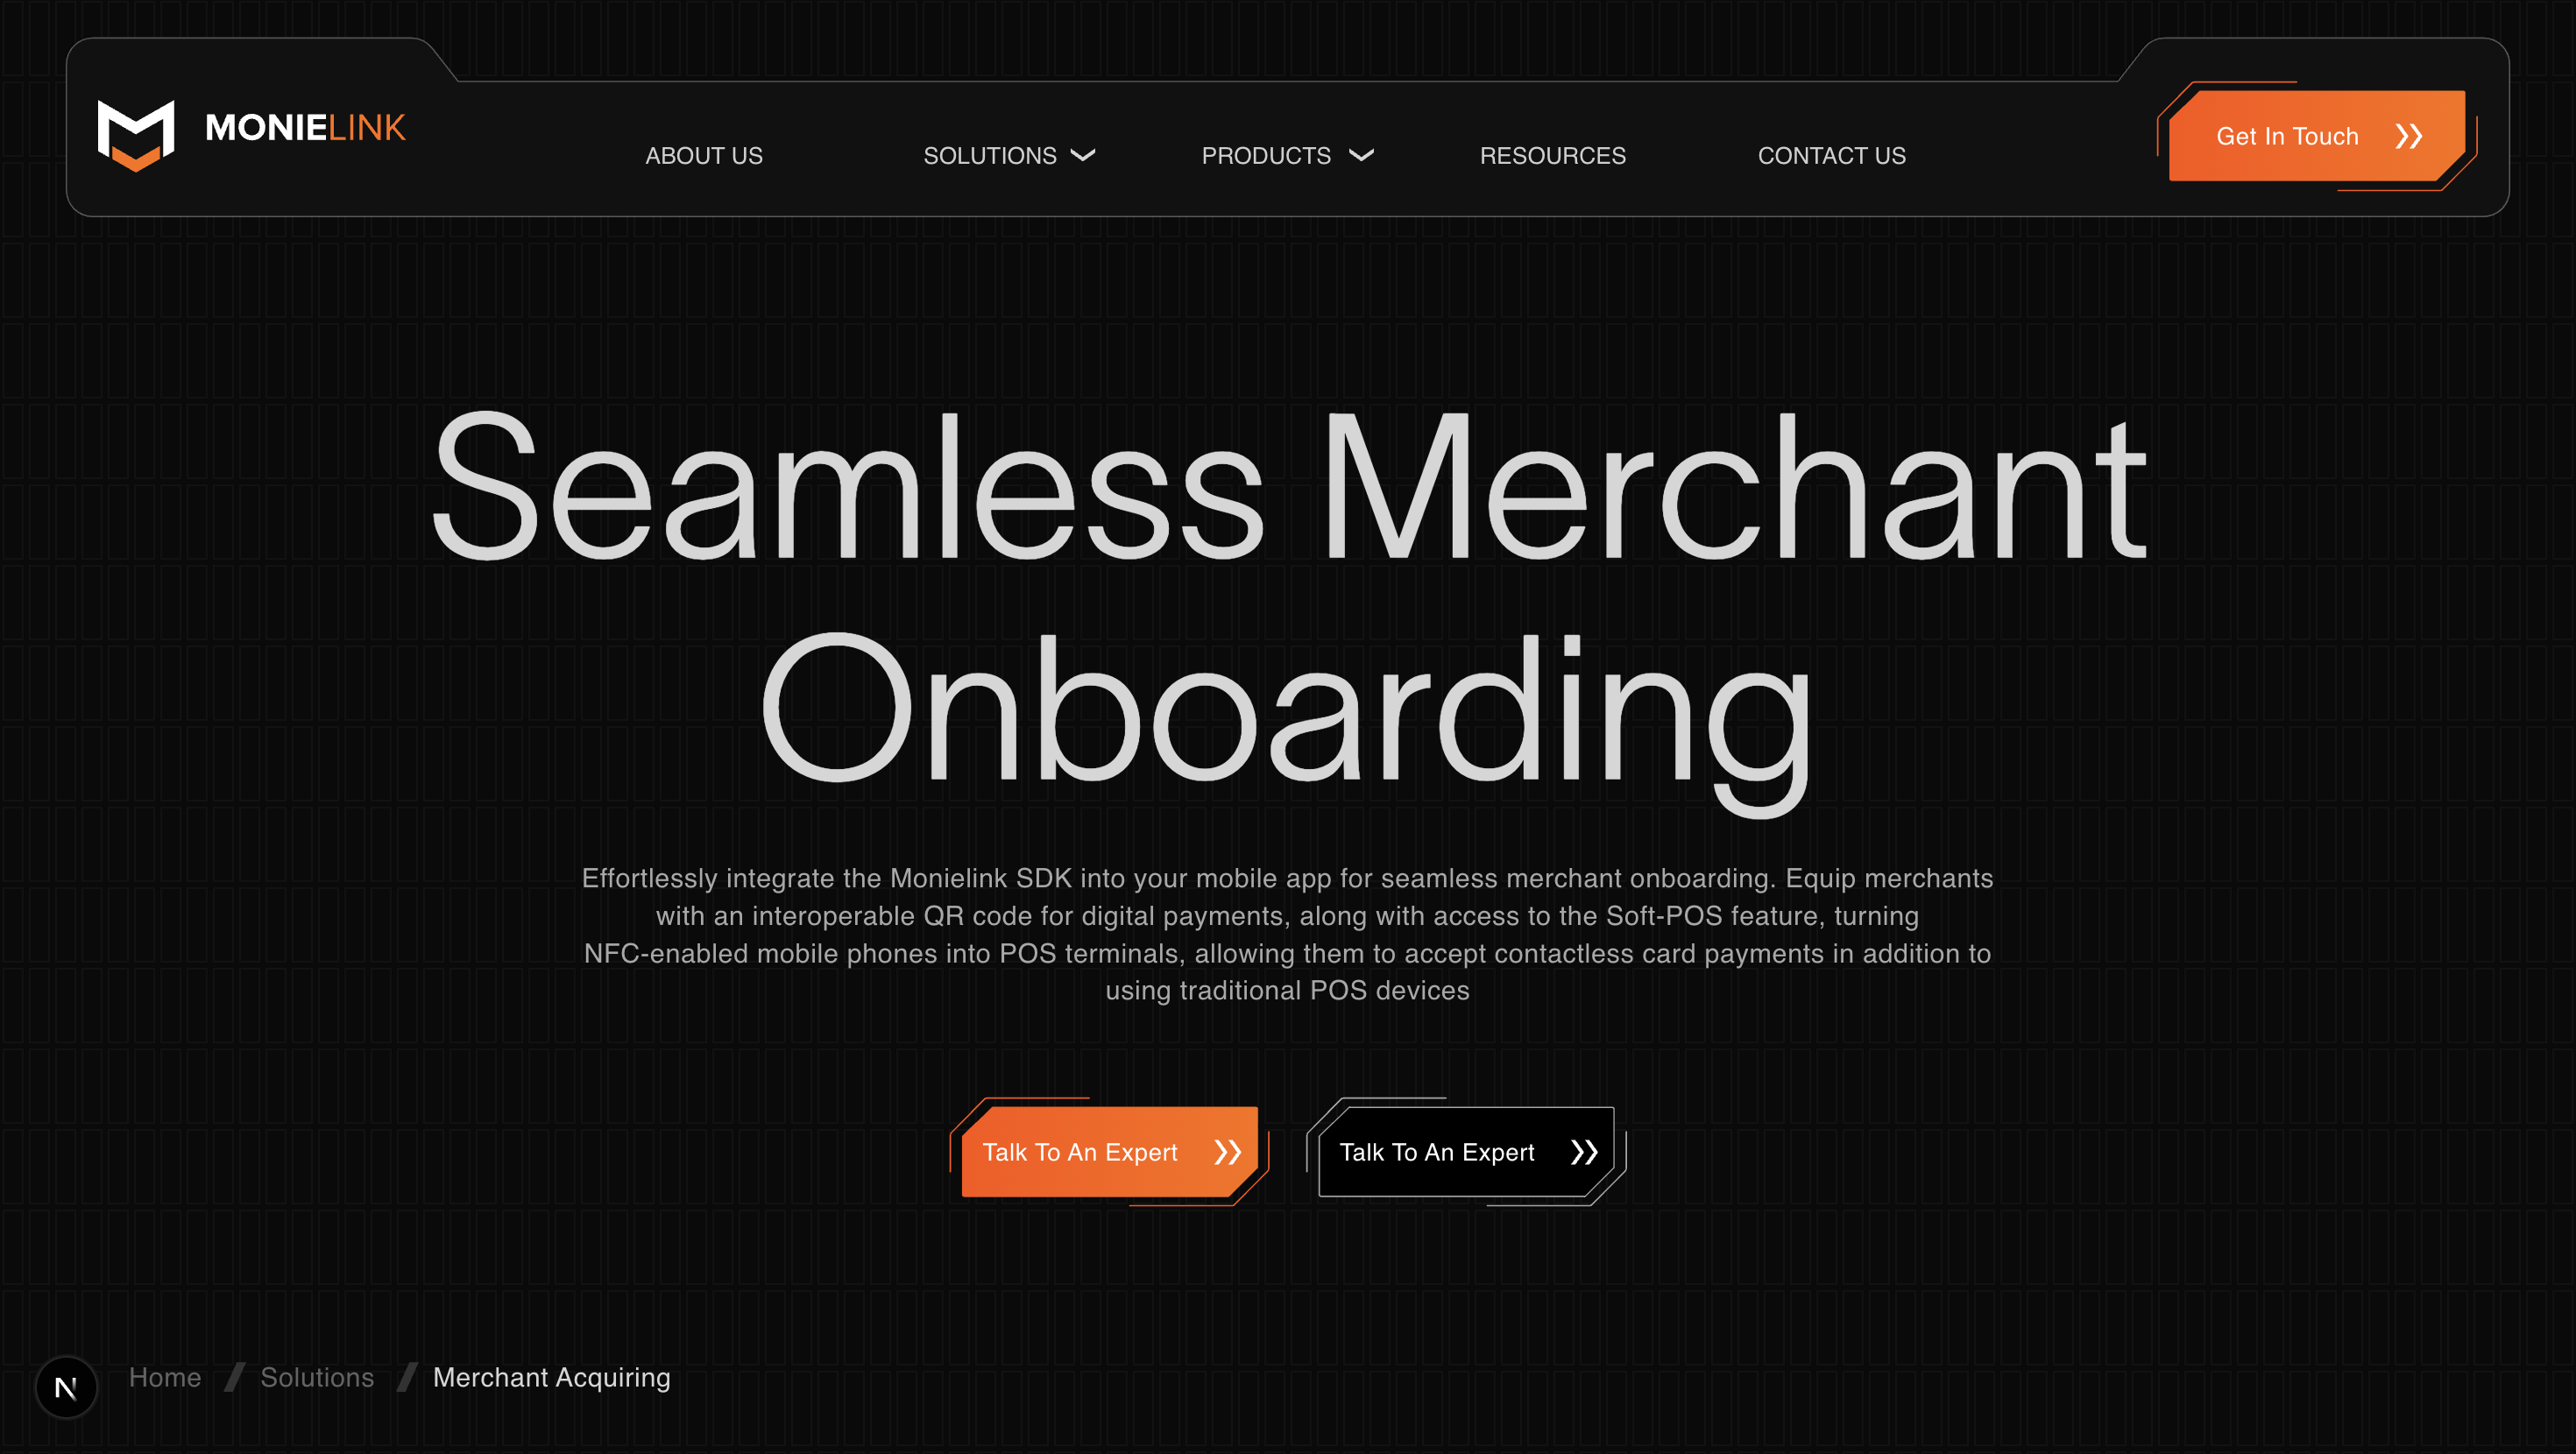 MONIELINK
ABOUT US
SOLUTIONS
PRODUCTS
RESOURCES
CONTACT US
Get In Touch
Seamless Merchant
Onboarding
Effortlessly integrate the Monielink SDK into your mobile app for seamless merchant onboarding. Equip merchants
with an interoperable QR code for digital payments, along with access to the Soft-POS feature, turning
NFC-enabled mobile phones into POS terminals, allowing them to accept contactless card payments in addition to
using traditional POS devices
Talk To An Expert
Talk To An Expert
N
Home / Solutions / Merchant Acquiring